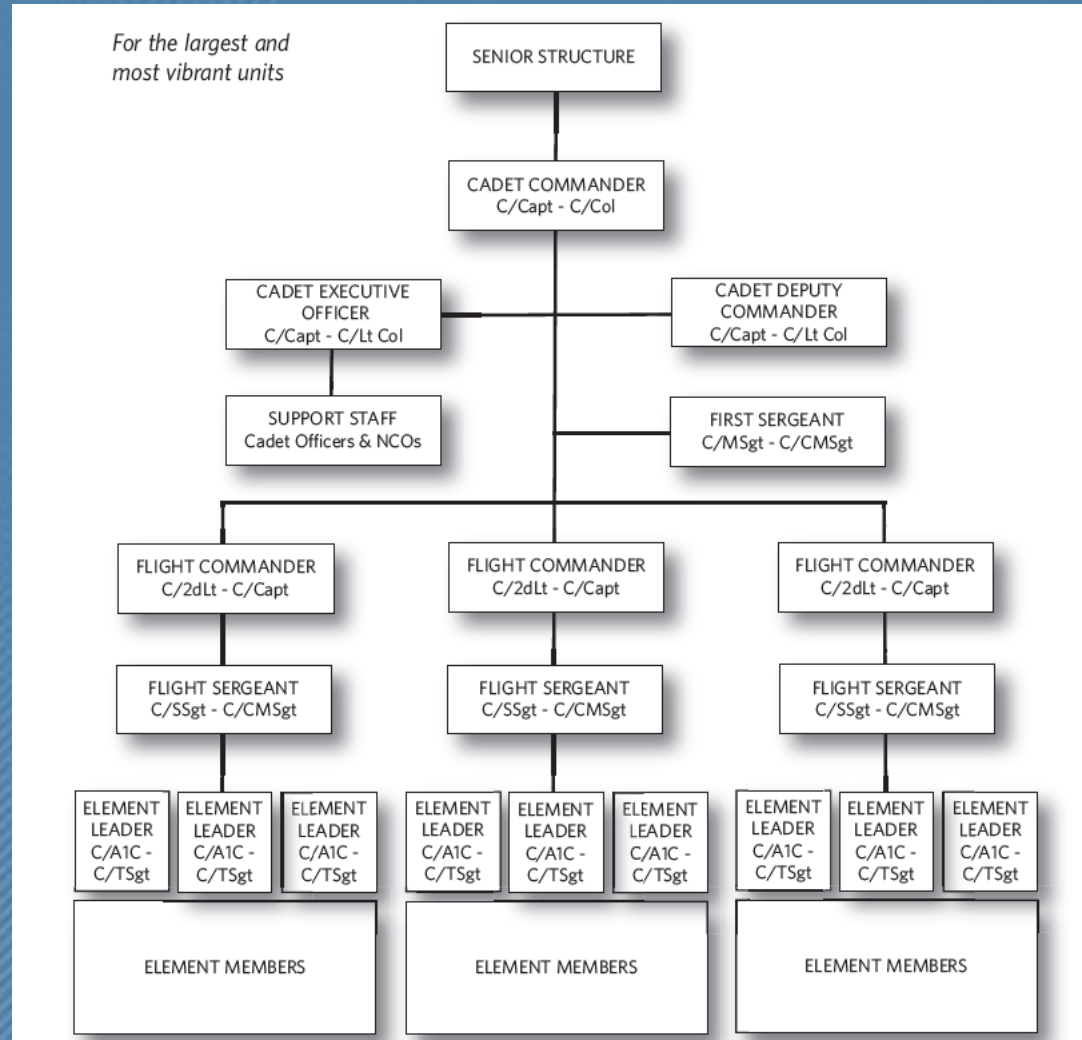 For the largest and
most vibrant units
SENIOR STRUCTURE
CADET COMMANDER
C/Capt - C/Col
CADET EXECUTIVE
OFFICER
C/Capt - C/Lt Col
CADET DEPUTY
COMMANDER
C/Capt - C/Lt Col
SUPPORT STAFF
Cadet Officers & NCOs
FIRST SERGEANT
C/MSgt - C/CMSgt
FLIGHT COMMANDER
C/2dLt - C/Capt
FLIGHT COMMANDER
C/2dLt - C/Capt
FLIGHT COMMANDER
C/2dLt - C/Capt
FLIGHT SERGEANT
C/SSgt - C/CMSgt
FLIGHT SERGEANT
C/SSgt - C/CMSgt
FLIGHT SERGEANT
C/SSgt - C/CMSgt
ELEMENT
LEADER
C/A1C -
C/TSgt
ELEMENT
LEADER
C/A1C -
C/TSgt
ELEMENT
LEADER
C/A1C -
C/TSgt
ELEMENT
LEADER
C/A1C -
C/TSgt
ELEMENT
LEADER
C/A1C -
C/TSgt
ELEMENT
LEADER
C/A1C -
C/TSgt
ELEMENT
LEADER
C/A1C -
C/TSgt
ELEMENT
LEADER
C/A1C -
C/TSgt
ELEMENT
LEADER
C/A1C -
C/TSgt
ELEMENT MEMBERS
ELEMENT MEMBERS
ELEMENT MEMBERS